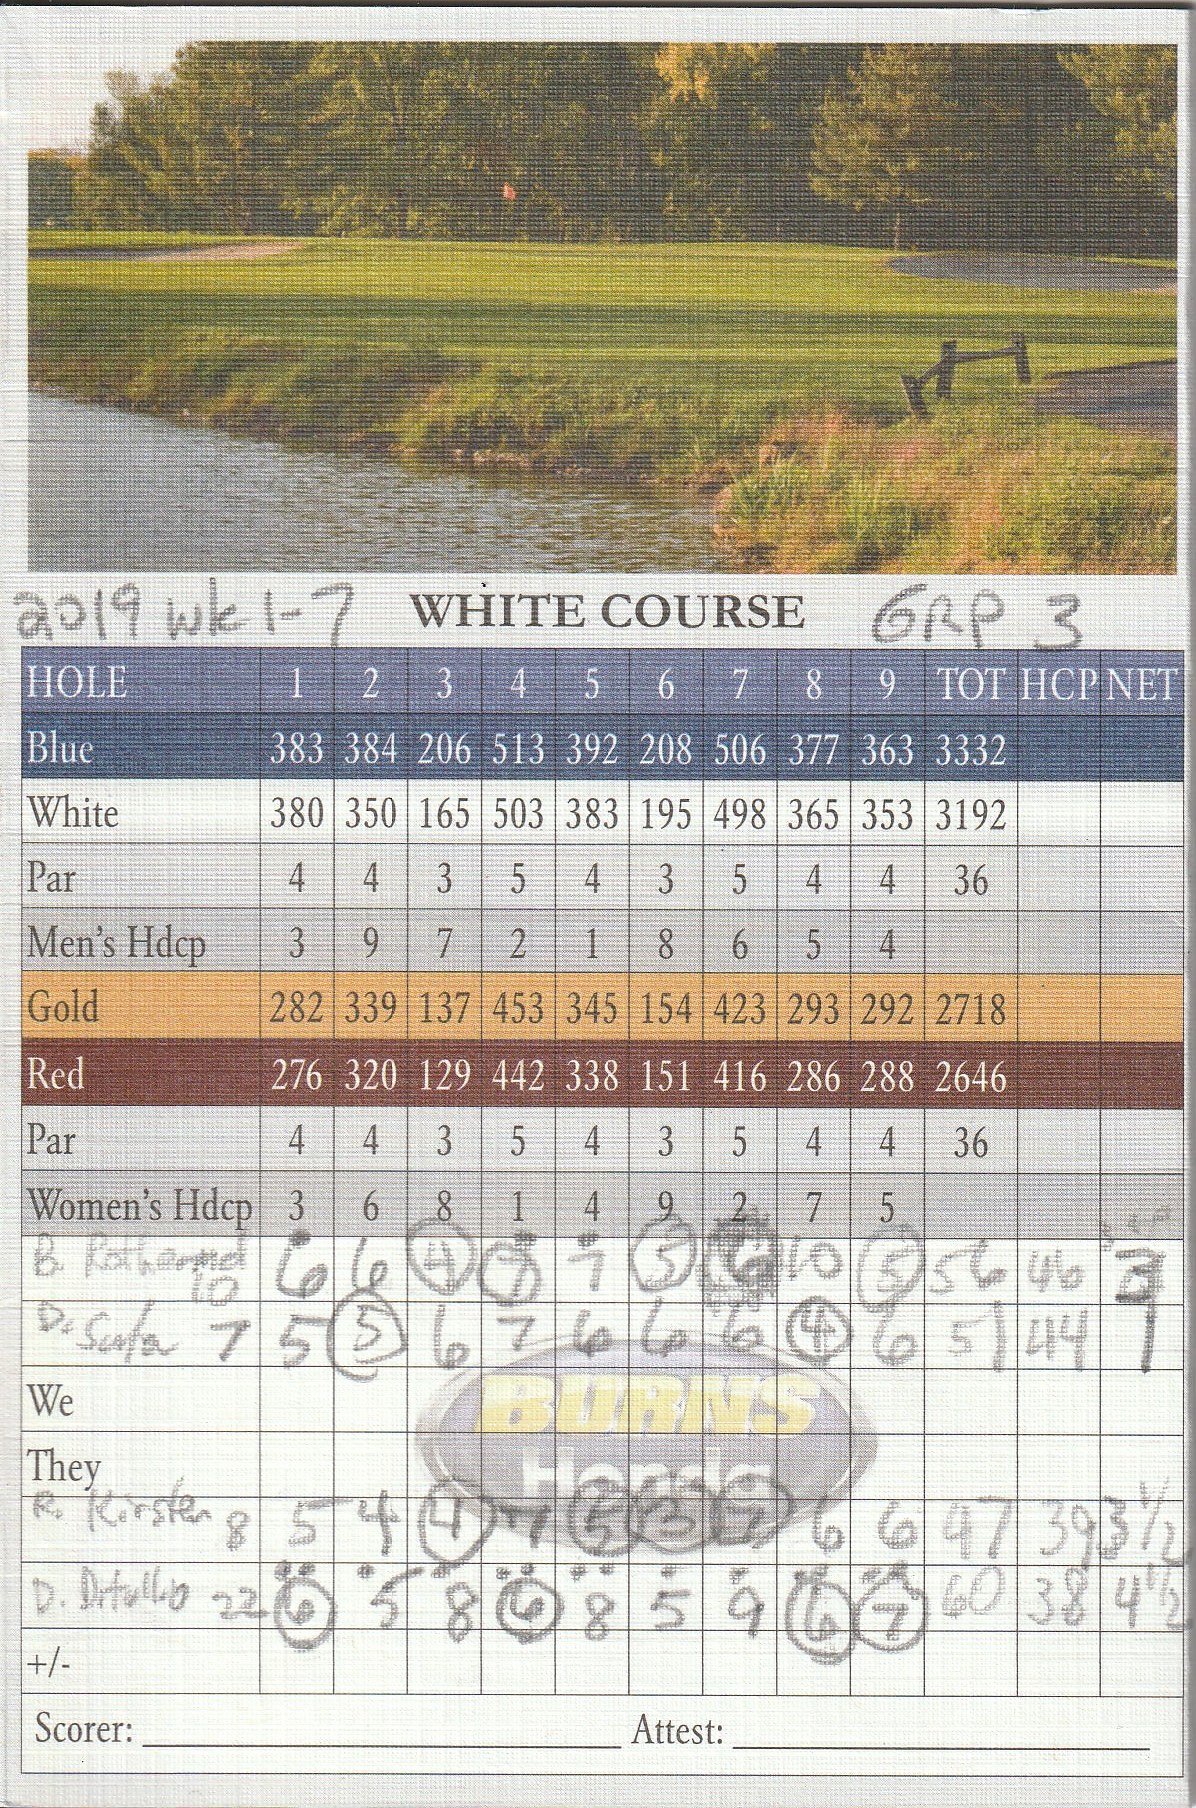 2019 wk 1-7 WHITE COURSE GRP 3
HOLE 1 2 3 4 5 6 7 8 9 TOT HCP NET
Blue 383 384 206 513 392 208 506 377 363 3332
White 380 350 165 503 383 195 498 365 353 3192
Par 4 4 3 5 4 3 5 4 4 36
Men's Hdcp 3 9 7 2 1 8 6 5 4
Gold 282 339 137 453 345 154 423 293 292 2718
Red 276 320 129 442 338 151 416 286 288 2646
Par 4 4 3 5 4 3 5 4 4 36
Women's Hdcp 3 6 8 1 4 9 2 7 5
B. 10 6 6 4 7 7 5 6 10 5 56 46
D. 7 5 5 6 7 6 6 6 4 6 51 44 1
We
BURNS
They
Honda
R. Kirsten 8 5 4 4 7 5 3 7 6 6 47 39 3 1/2
D. Ditullio 22 6 5 8 6 8 5 9 6 7 60 38 4 1/2
+/-
Scorer: Attest: